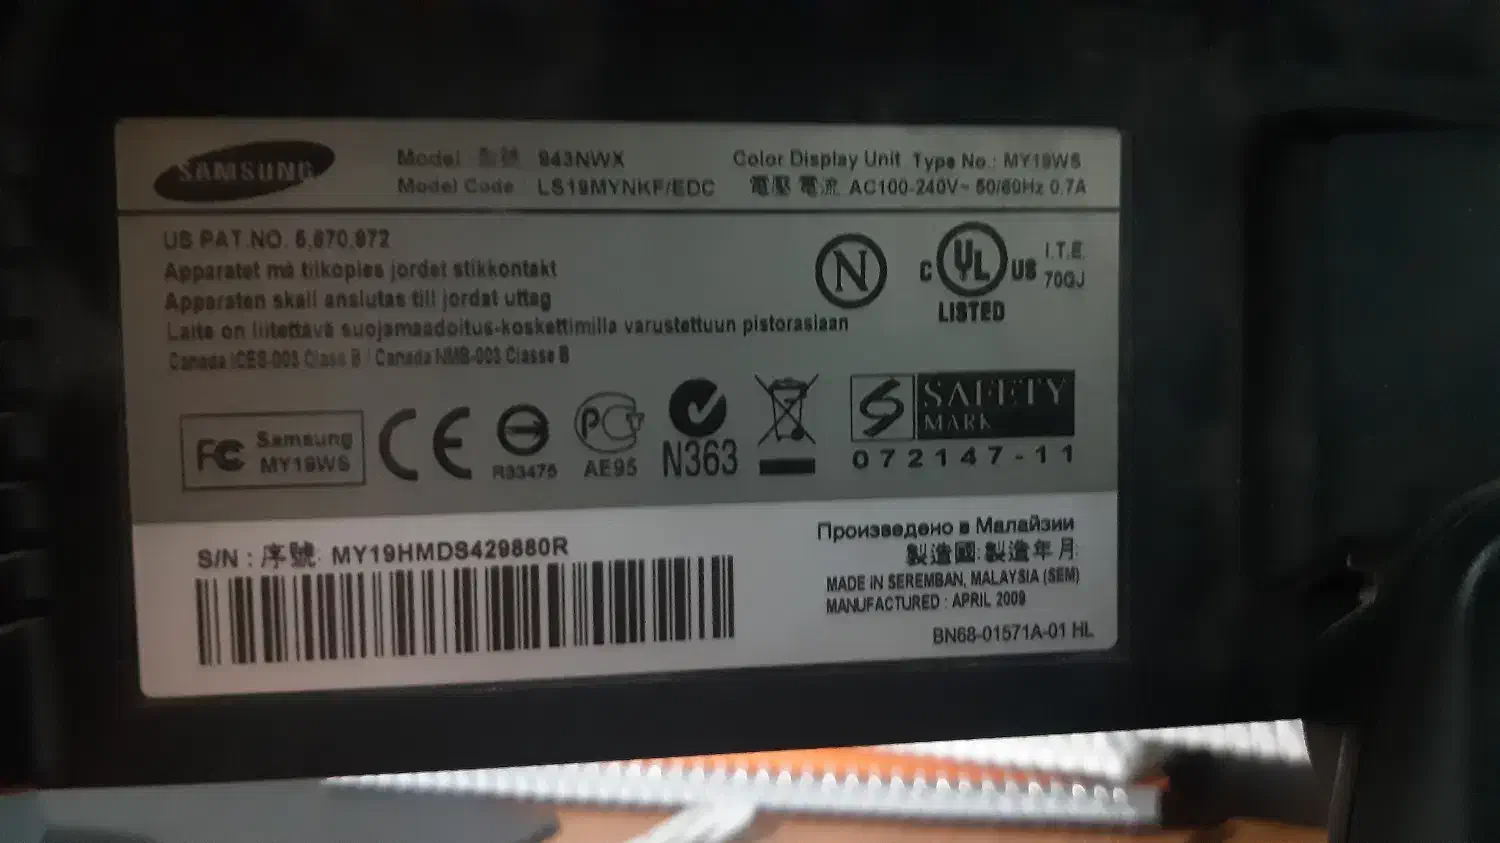 SAMSUNG
Model 型號 943NWX
Model Code LS19MYNKF/EDC
Color Display Unit Type No.: MY19WS
電壓 電流 AC100-240V~ 50/60Hz 0.7A
US PAT.NO. 5,870,972
Apparatet må tilkoples jordet stikkontakt
Apparaten skall anslutas till jordat uttag
Laite on liitettävä suojamaadoitus-koskettimilla varustettuun pistorasiaan
Canada ICES-003 Class B / Canada NMB-003 Classe B
N
C UL US
LISTED
I.T.E.
70GJ
FC Samsung
MY19WS
CE
R33475
PCT
AE95
N363
S SAFETY
MARK
072147-11
S/N : 序號: MY19HMDS429880R
Произведено в Малайзии
製造國:製造年月:
MADE IN SEREMBAN, MALAYSIA (SEM)
MANUFACTURED : APRIL 2009
BN68-01571A-01 HL